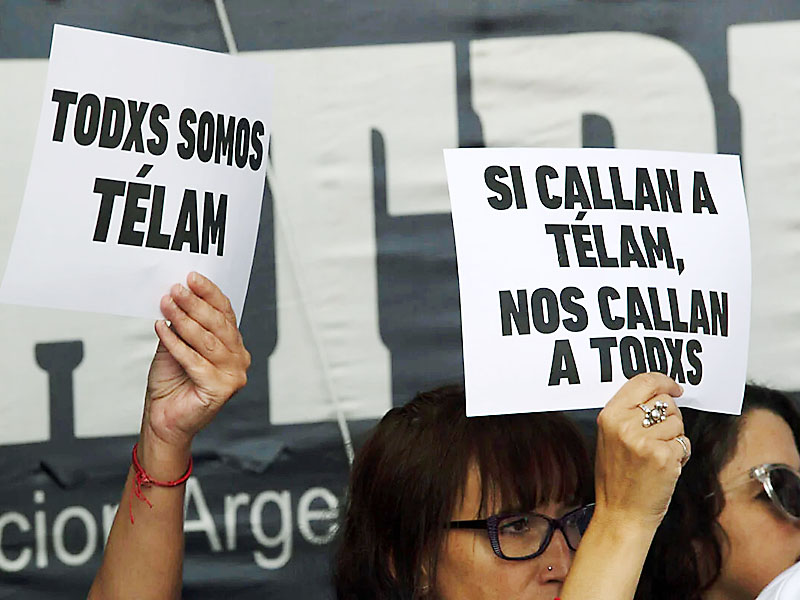 TODXS SOMOS
TÉLAM
SI CALLAN A
TÉLAM,
NOS CALLAN
A TODXS
cion Arge